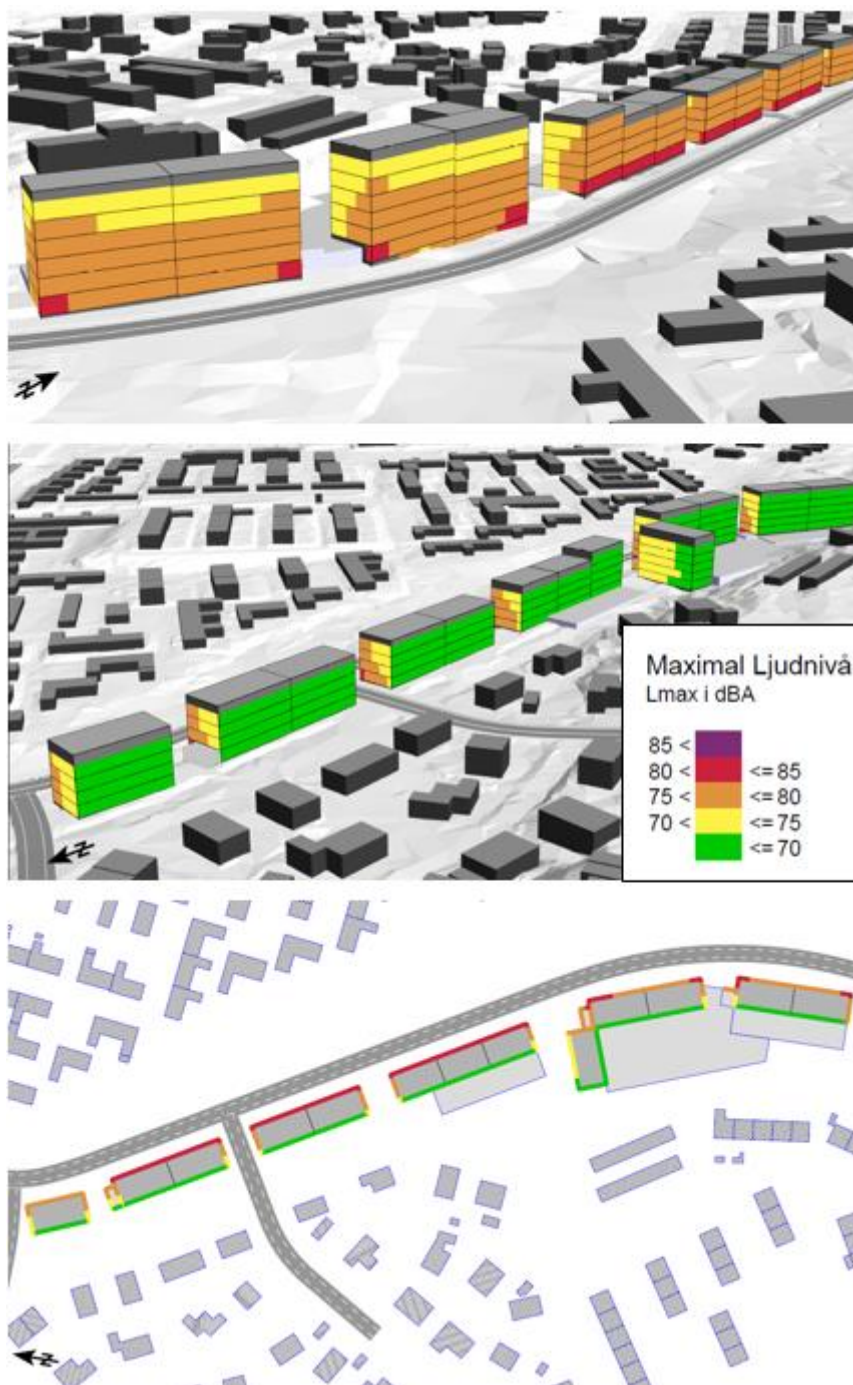 N
Maximal Ljudnivå
Lmax i dBA
85 <
80 < <= 85
75 < <= 80
70 < <= 75
<= 70
N
N